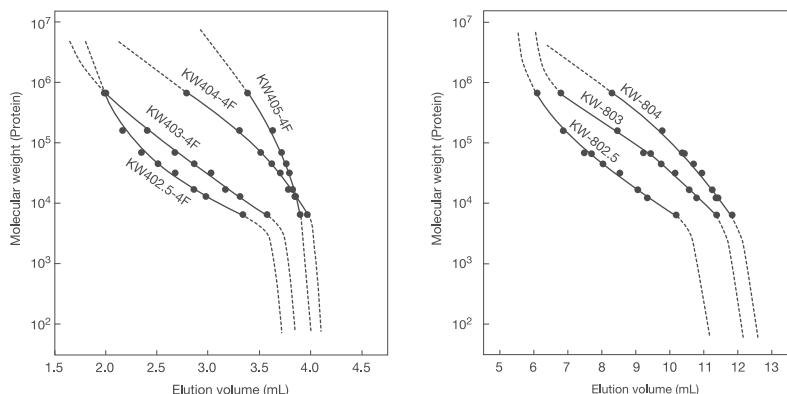 10⁷
10⁶
10⁵
10⁴
10³
10²
Molecular weight (Protein)
KW404-4F
KW405-4F
KW403-4F
KW402.5-4F
1.5 2.0 2.5 3.0 3.5 4.0 4.5
Elution volume (mL)
10⁷
10⁶
10⁵
10⁴
10³
10²
Molecular weight (Protein)
KW-804
KW-803
KW-802.5
5 6 7 8 9 10 11 12 13
Elution volume (mL)